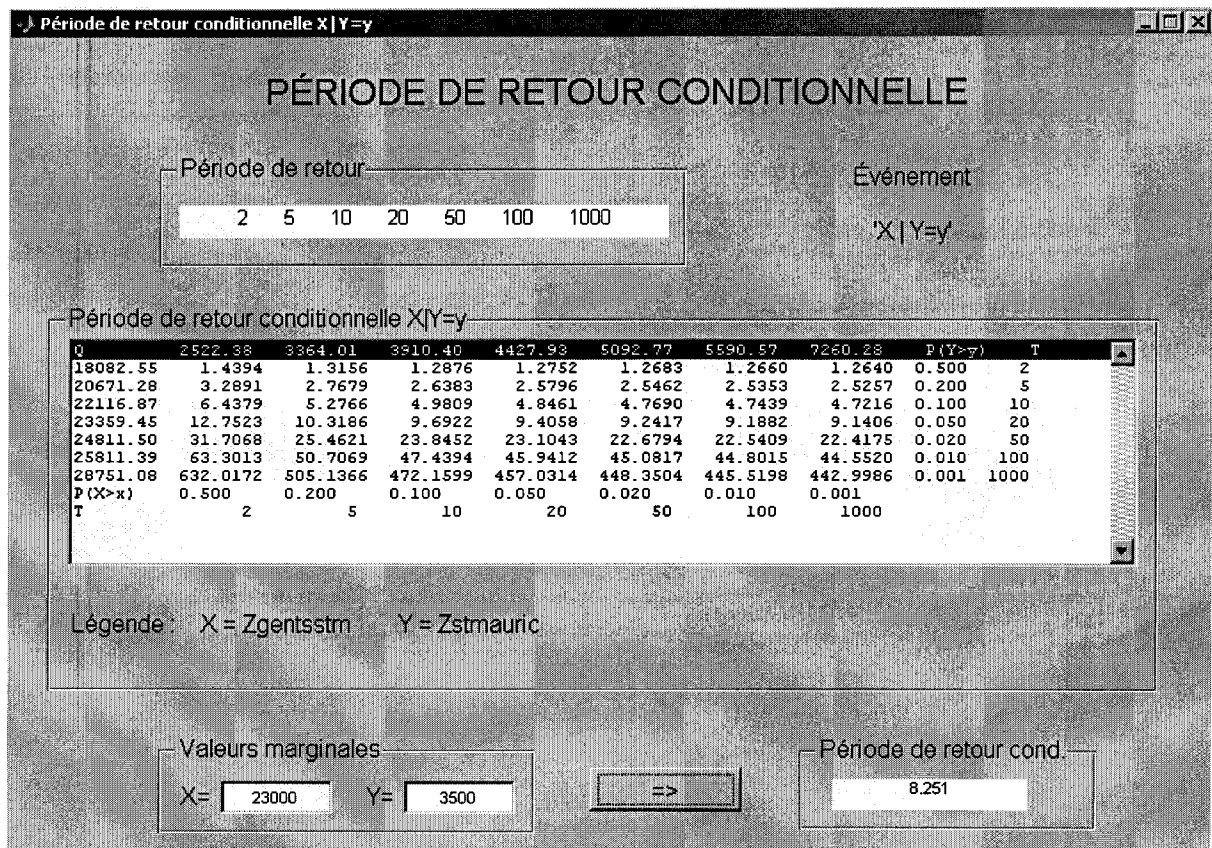 Période de retour conditionnelle X|Y=y
PÉRIODE DE RETOUR CONDITIONNELLE
Période de retour
2 5 10 20 50 100 1000
Événement
'X | Y=y'
Période de retour conditionnelle X|Y=y
Q 2522.38 3364.01 3910.40 4427.93 5092.77 5590.57 7260.28 P(Y>y) T
18082.55 1.4394 1.3156 1.2876 1.2752 1.2683 1.2660 1.2640 0.500 2
20671.28 3.2891 2.7679 2.6383 2.5796 2.5462 2.5353 2.5257 0.200 5
22116.87 6.4379 5.2766 4.9809 4.8461 4.7690 4.7439 4.7216 0.100 10
23359.45 12.7523 10.3186 9.6922 9.4058 9.2417 9.1882 9.1406 0.050 20
24811.50 31.7068 25.4621 23.8452 23.1043 22.6794 22.5409 22.4175 0.020 50
25811.39 63.3013 50.7069 47.4394 45.9412 45.0817 44.8015 44.5520 0.010 100
28751.08 632.0172 505.1366 472.1599 457.0314 448.3504 445.5198 442.9986 0.001 1000
P(X>x) 0.500 0.200 0.100 0.050 0.020 0.010 0.001
T 2 5 10 20 50 100 1000
Légende : X = Zgentsstm Y = Zstmauric
Valeurs marginales
X= 23000 Y= 3500
=>
Période de retour cond.
8.251